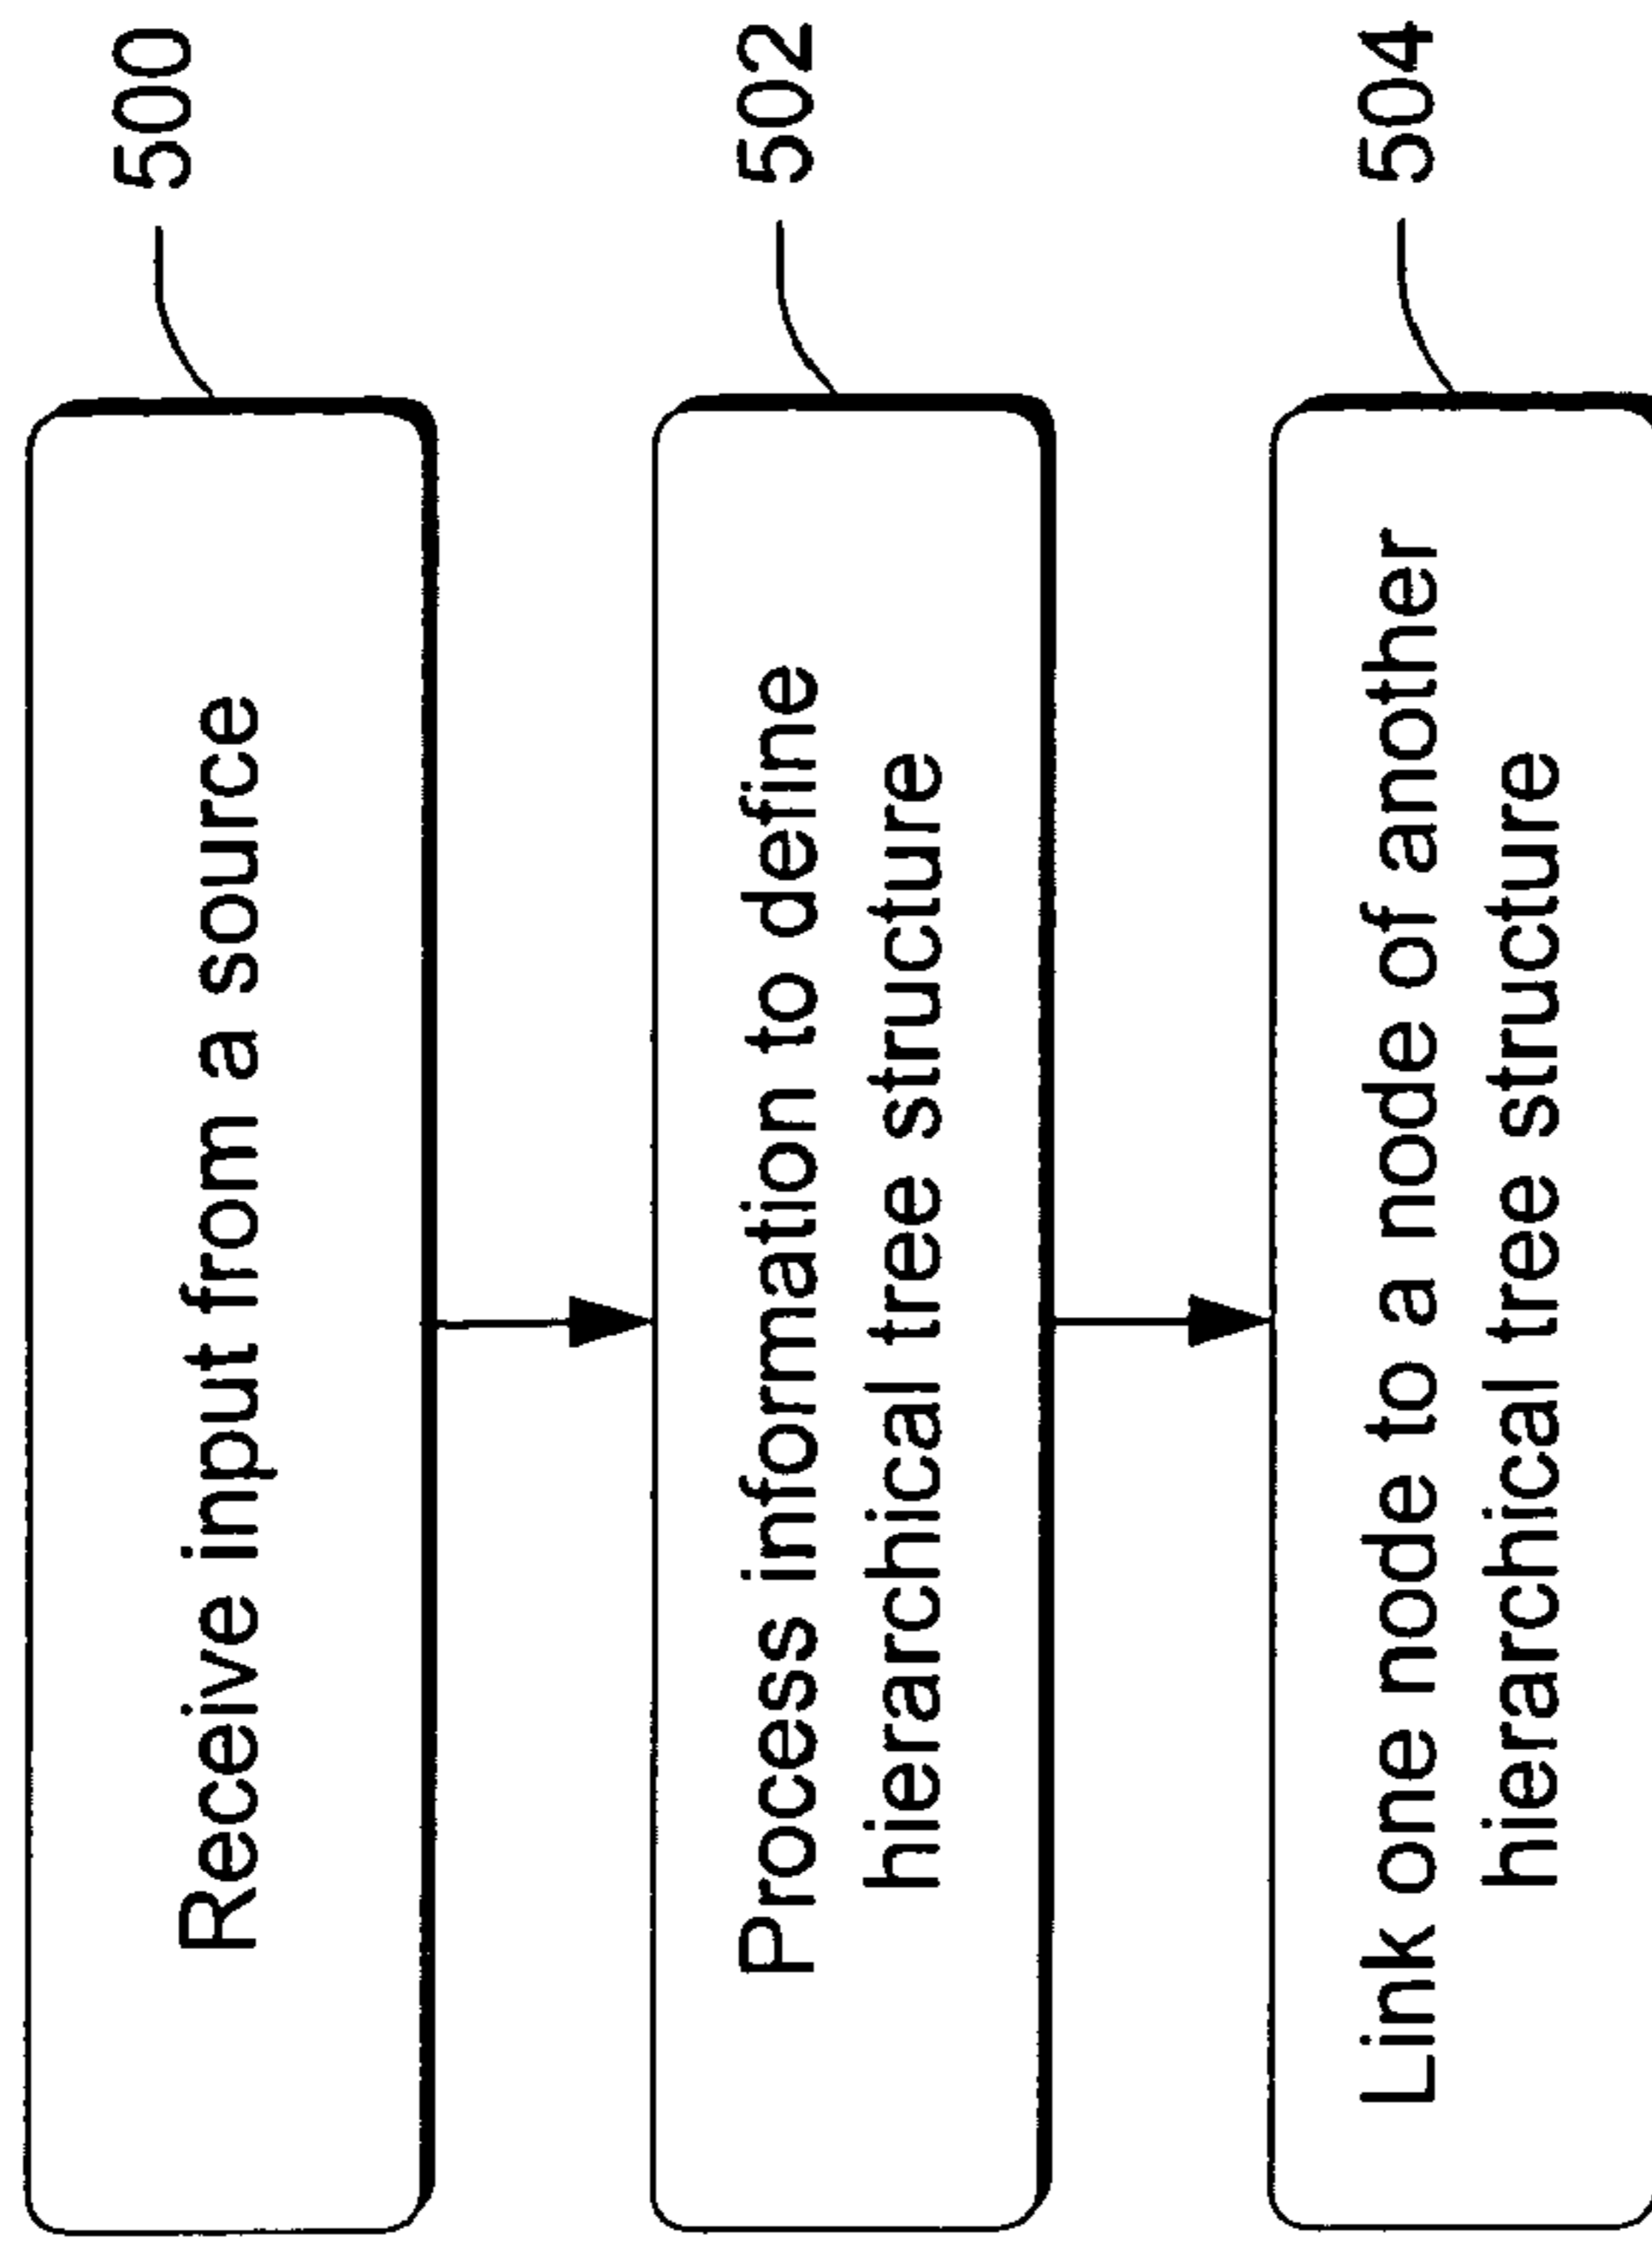 Receive input from a source
500
Process information to define
hierarchical tree structure
502
Link one node to a node of another
hierarchical tree structure
504